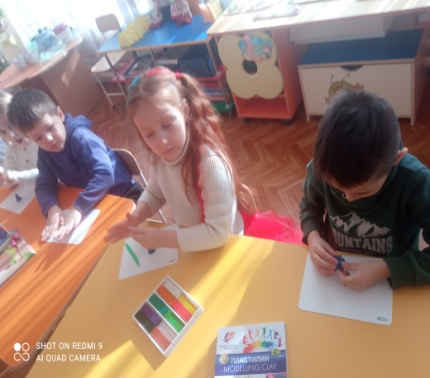 MOUNTAINS
ПЛАСТИЛИН
MODELLING CLAY
SHOT ON REDMI 9
AI QUAD CAMERA